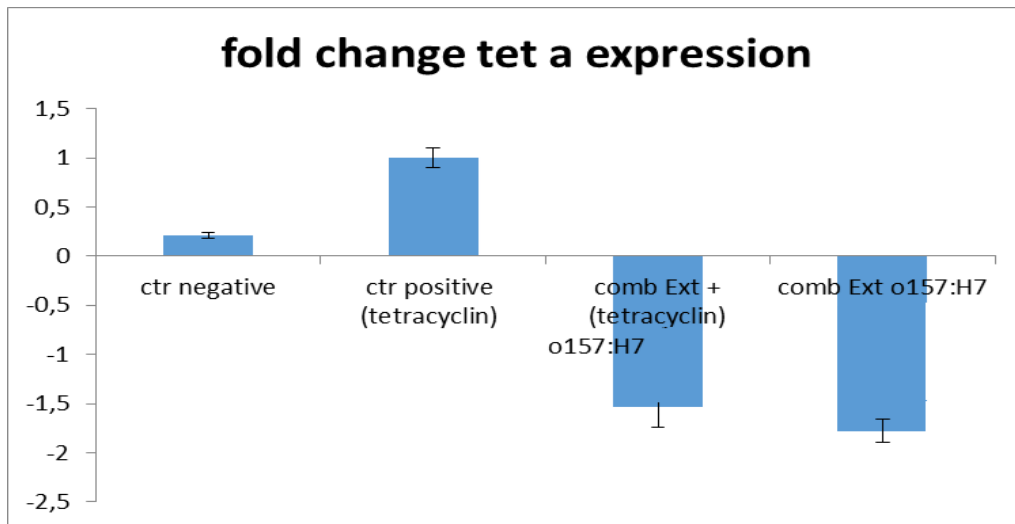 fold change tet a expression
1,5
1
0,5
0
-0,5
-1
-1,5
-2
-2,5
ctr negative
ctr positive
(tetracyclin)
comb Ext +
(tetracyclin)
o157:H7
comb Ext o157:H7